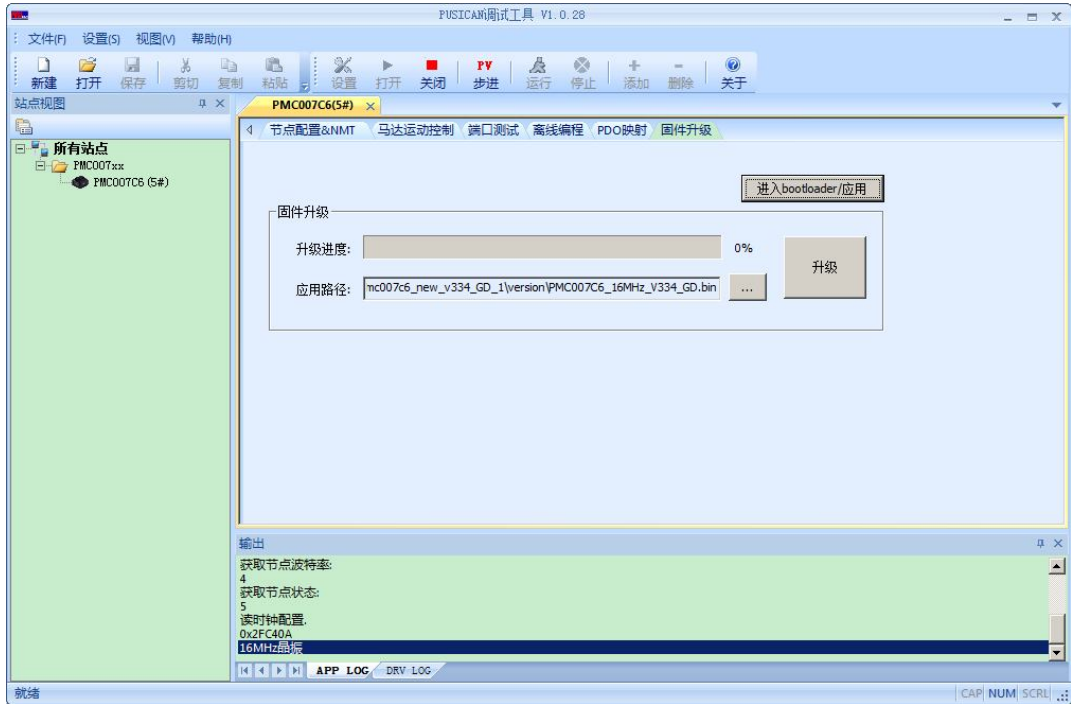 PUSICAN调试工具 V1.0.28
文件(F) 设置(S) 视图(V) 帮助(H)
新建 打开 保存 剪切 复制 粘贴 设置 打开 关闭 PV 步进 运行 停止 添加 删除 关于
站点视图
PMC007C6(5#)
节点配置&NMT 马达运动控制 端口测试 离线编程 PDO映射 固件升级
所有站点
PMC007xx
PMC007C6(5#)
进入bootloader/应用
固件升级
升级进度: 0%
升级
应用路径: mc007c6_new_v334_GD_1\version\PMC007C6_16MHz_V334_GD.bin ...
输出
获取节点波特率:
4
获取节点状态:
5
读时钟配置.
0x2FC40A
16MHz晶振
APP LOG DRV LOG
就绪 CAP NUM SCRL